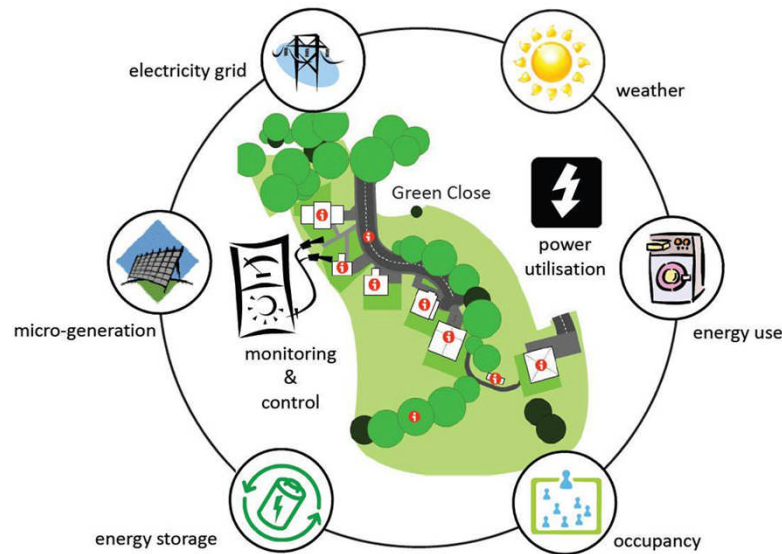 electricity grid
weather
Green Close
power
utilisation
micro-generation
energy use
monitoring
&
control
energy storage
occupancy